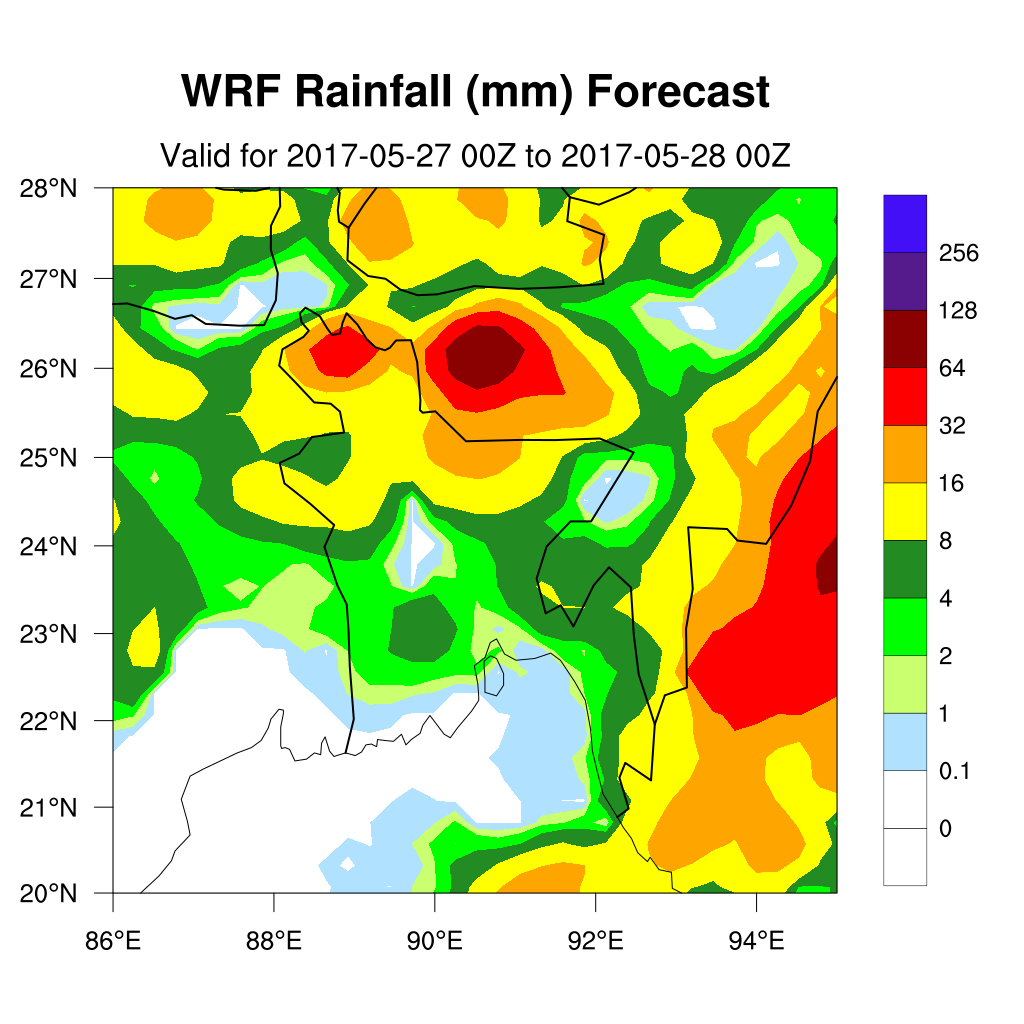 WRF Rainfall (mm) Forecast
Valid for 2017-05-27 00Z to 2017-05-28 00Z
28°N
27°N
26°N
25°N
24°N
23°N
22°N
21°N
20°N
86°E 88°E 90°E 92°E 94°E
256
128
64
32
16
8
4
2
1
0.1
0